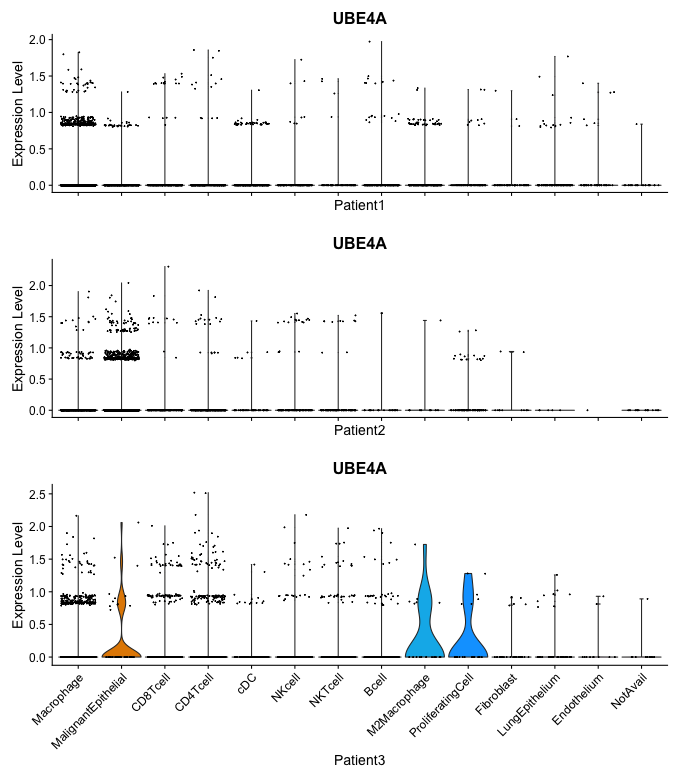 UBE4A
Expression Level
2.0
1.5
1.0
0.5
0.0
Patient1
UBE4A
Expression Level
2.0
1.5
1.0
0.5
0.0
Patient2
UBE4A
Expression Level
2.5
2.0
1.5
1.0
0.5
0.0
Macrophage
MalignantEpithelial
CD8Tcell
CD4Tcell
cDC
NKcell
NKTcell
Bcell
M2Macrophage
ProliferatingCell
Fibroblast
LungEpithelium
Endothelium
NotAvail
Patient3